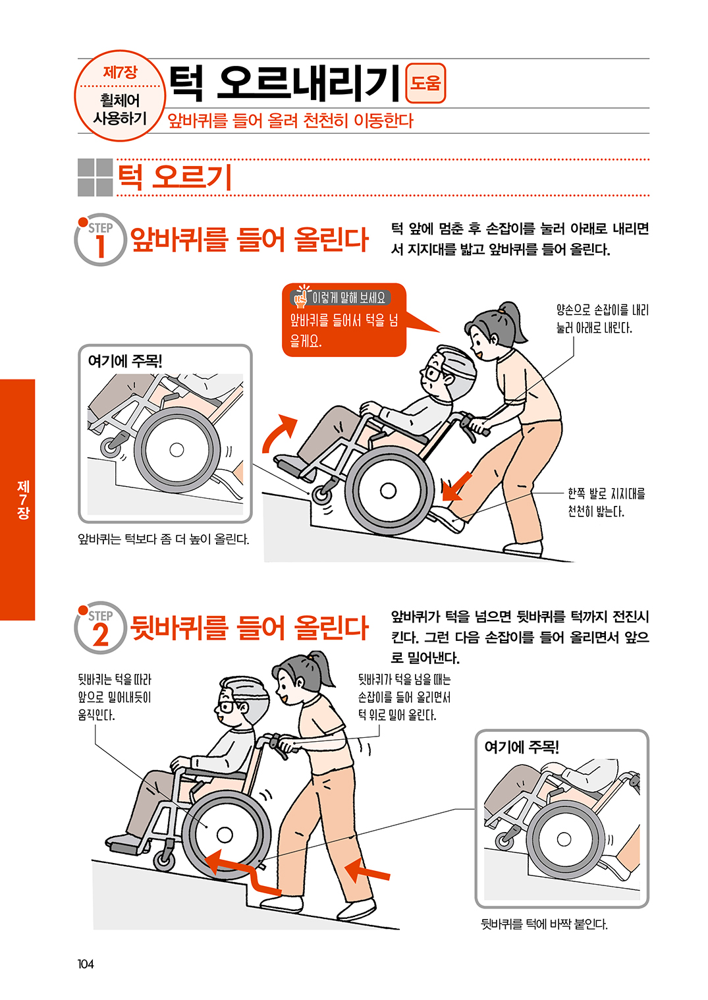 제7장
휠체어
사용하기
턱 오르내리기 도움
앞바퀴를 들어 올려 천천히 이동한다
턱 오르기
STEP
1
앞바퀴를 들어 올린다
턱 앞에 멈춘 후 손잡이를 눌러 아래로 내리면
서 지지대를 밟고 앞바퀴를 들어 올린다.
이렇게 말해 보세요
앞바퀴를 들어서 턱을 넘
을게요.
양손으로 손잡이를 내리
눌러 아래로 내린다.
여기에 주목!
한쪽 발로 지지대를
천천히 밟는다.
앞바퀴는 턱보다 좀 더 높이 올린다.
제
7
장
STEP
2
뒷바퀴를 들어 올린다
앞바퀴가 턱을 넘으면 뒷바퀴를 턱까지 전진시
킨다. 그런 다음 손잡이를 들어 올리면서 앞으
로 밀어낸다.
뒷바퀴는 턱을 따라
앞으로 밀어내듯이
움직인다.
뒷바퀴가 턱을 넘을 때는
손잡이를 들어 올리면서
턱 위로 밀어 올린다.
여기에 주목!
뒷바퀴를 턱에 바짝 붙인다.
104